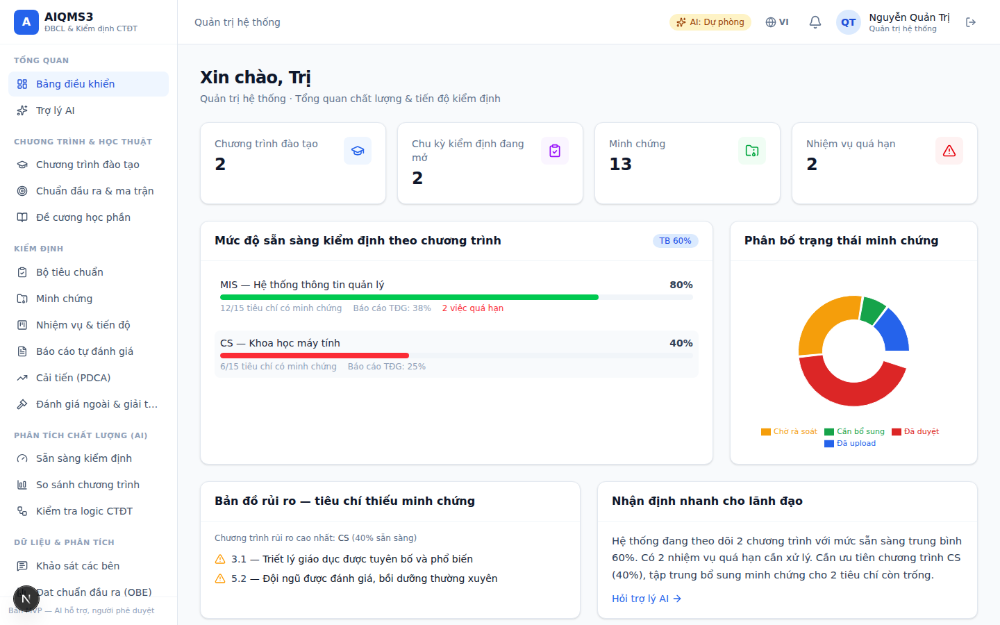 A
AIQMS3
ĐBCL & Kiểm định CTĐT
TỔNG QUAN
Bảng điều khiển
Trợ lý AI
CHƯƠNG TRÌNH & HỌC THUẬT
Chương trình đào tạo
Chuẩn đầu ra & ma trận
Đề cương học phần
KIỂM ĐỊNH
Bộ tiêu chuẩn
Minh chứng
Nhiệm vụ & tiến độ
Báo cáo tự đánh giá
Cải tiến (PDCA)
Đánh giá ngoài & giải t...
PHÂN TÍCH CHẤT LƯỢNG (AI)
Sẵn sàng kiểm định
So sánh chương trình
Kiểm tra logic CTĐT
DỮ LIỆU & PHÂN TÍCH
Khảo sát các bên
Đạt chuẩn đầu ra (OBE)
N
MVP — AI hỗ trợ, người phê duyệt
Quản trị hệ thống
AI: Dự phòng
VI
QT
Nguyễn Quản Trị
Quản trị hệ thống
Xin chào, Trị
Quản trị hệ thống · Tổng quan chất lượng & tiến độ kiểm định
Chương trình đào tạo
2
Chu kỳ kiểm định đang
mở
2
Minh chứng
13
Nhiệm vụ quá hạn
2
Mức độ sẵn sàng kiểm định theo chương trình
TB 60%
MIS — Hệ thống thông tin quản lý
80%
12/15 tiêu chí có minh chứng
Báo cáo TĐG: 38%
2 việc quá hạn
CS — Khoa học máy tính
40%
6/15 tiêu chí có minh chứng
Báo cáo TĐG: 25%
Phân bố trạng thái minh chứng
Chờ rà soát
Cần bổ sung
Đã duyệt
Đã upload
Bản đồ rủi ro — tiêu chí thiếu minh chứng
Chương trình rủi ro cao nhất: CS (40% sẵn sàng)
3.1 — Triết lý giáo dục được tuyên bố và phổ biến
5.2 — Đội ngũ được đánh giá, bồi dưỡng thường xuyên
Nhận định nhanh cho lãnh đạo
Hệ thống đang theo dõi 2 chương trình với mức sẵn sàng trung bình
60%. Có 2 nhiệm vụ quá hạn cần xử lý. Cần ưu tiên chương trình CS
(40%), tập trung bổ sung minh chứng cho 2 tiêu chí còn trống.
Hỏi trợ lý AI →